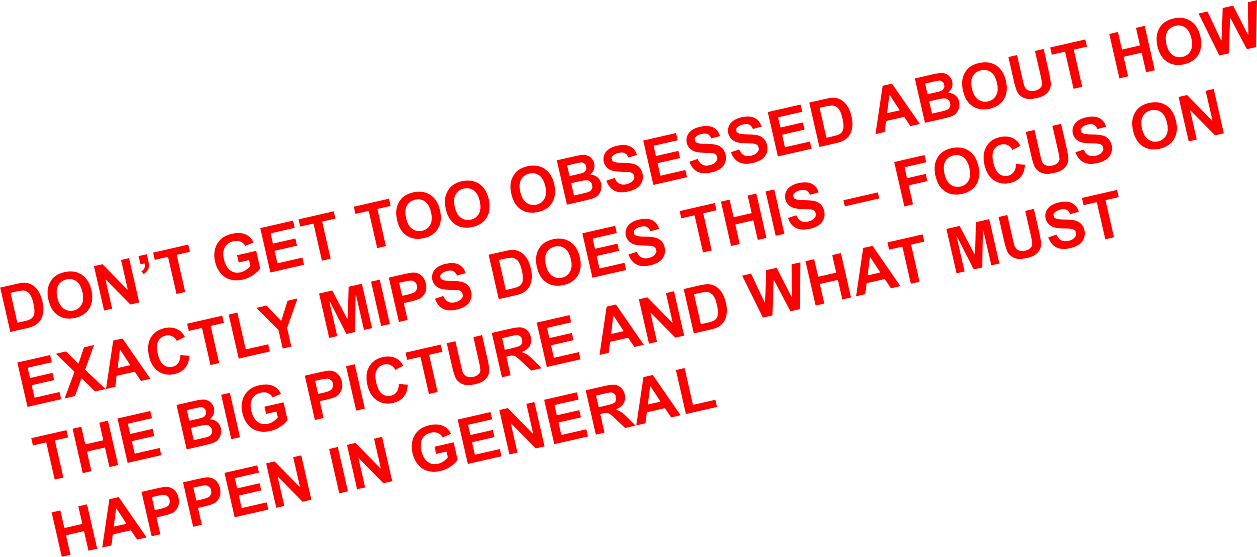 DON’T GET TOO OBSESSED ABOUT HOW
EXACTLY MIPS DOES THIS – FOCUS ON
THE BIG PICTURE AND WHAT MUST
HAPPEN IN GENERAL